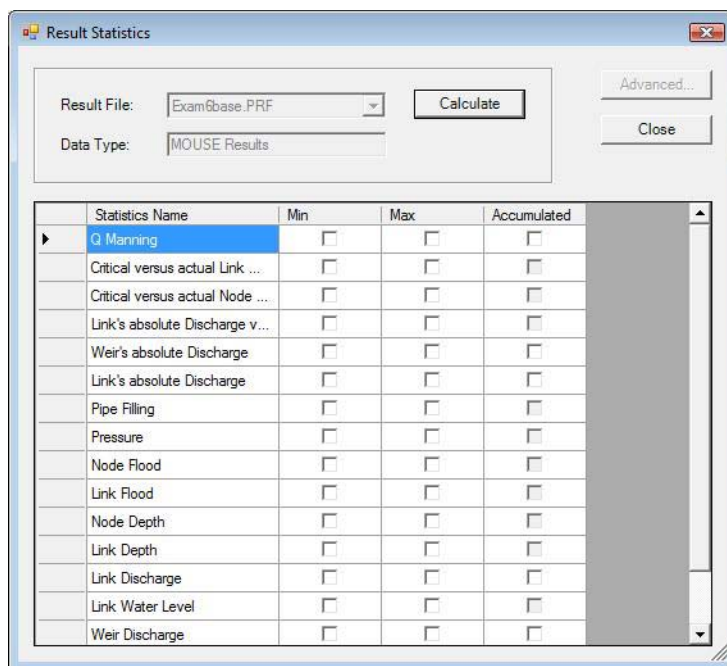 Result Statistics
Result File: Exam6base.PRF Calculate Advanced...
Data Type: MOUSE Results Close
Statistics Name Min Max Accumulated
Q Manning
Critical versus actual Link ...
Critical versus actual Node ...
Link's absolute Discharge v...
Weir's absolute Discharge
Link's absolute Discharge
Pipe Filling
Pressure
Node Flood
Link Flood
Node Depth
Link Depth
Link Discharge
Link Water Level
Weir Discharge